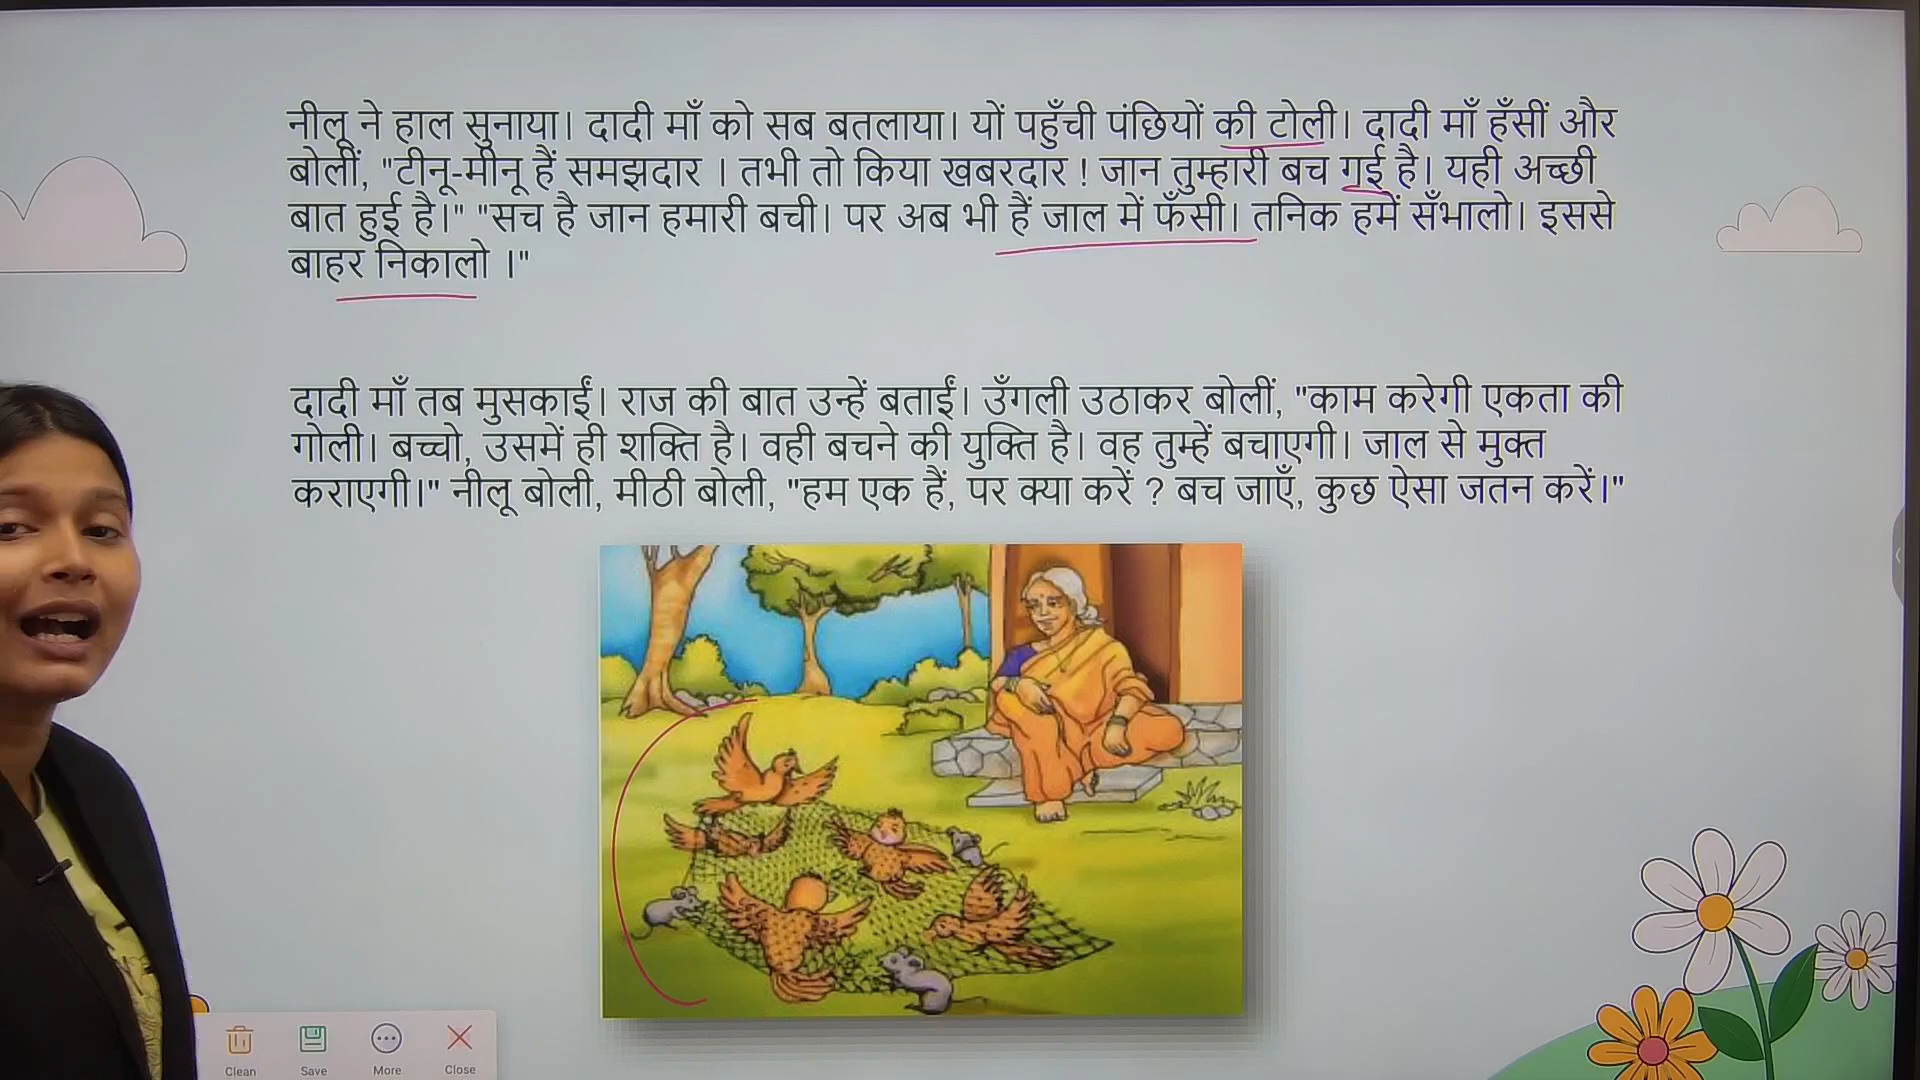 नीलू ने हाल सुनाया। दादी माँ को सब बतलाया। यों पहुँची पंछियों की टोली। दादी माँ हँसीं और
बोलीं, "टीनू-मीनू हैं समझदार । तभी तो किया खबरदार ! जान तुम्हारी बच गई है। यही अच्छी
बात हुई है।" "सच है जान हमारी बची। पर अब भी हैं जाल में फँसी। तनिक हमें सँभालो। इससे
बाहर निकालो ।"
दादी माँ तब मुसकाईं। राज की बात उन्हें बताईं। उँगली उठाकर बोलीं, "काम करेगी एकता की
गोली। बच्चो, उसमें ही शक्ति है। वही बचने की युक्ति है। वह तुम्हें बचाएगी। जाल से मुक्त
कराएगी।" नीलू बोली, मीठी बोली, "हम एक हैं, पर क्या करें ? बच जाएँ, कुछ ऐसा जतन करें।"
Clean Save More Close